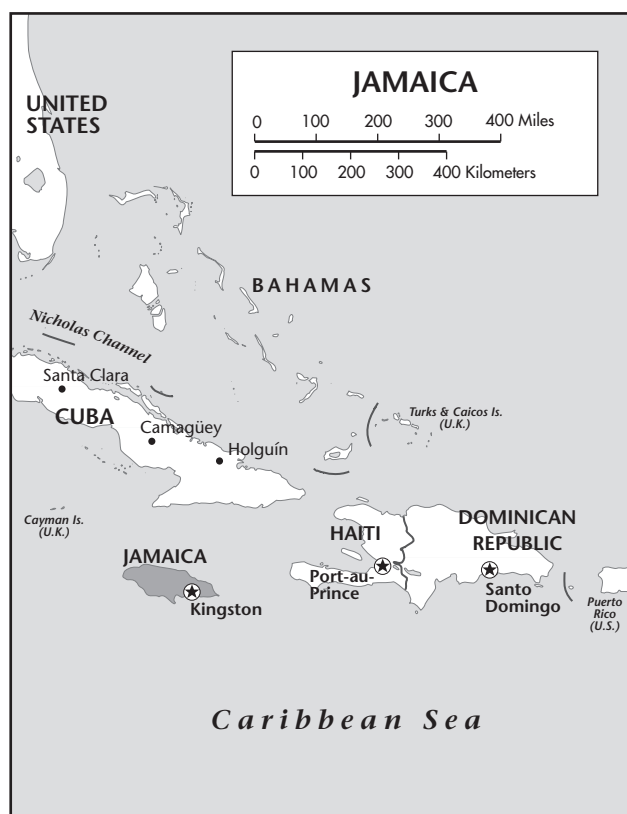 JAMAICA
0 100 200 300 400 Miles
0 100 200 300 400 Kilometers
UNITED
STATES
BAHAMAS
Nicholas Channel
Santa Clara
CUBA
Camagüey
Holguín
Turks & Caicos Is.
(U.K.)
Cayman Is.
(U.K.)
JAMAICA
Kingston
HAITI
Port-au-
Prince
DOMINICAN
REPUBLIC
Santo
Domingo
Puerto
Rico
(U.S.)
Caribbean Sea